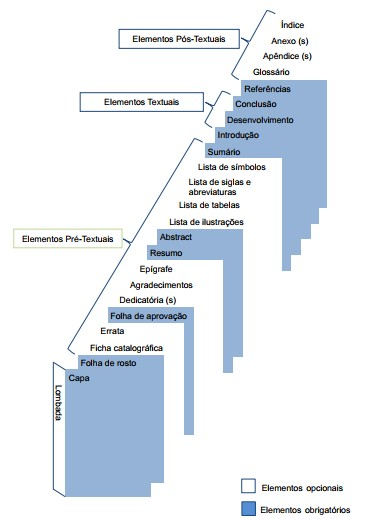 Índice
Elementos Pós-Textuais
Anexo (s)
Apêndice (s)
Glossário
Referências
Elementos Textuais
Conclusão
Desenvolvimento
Introdução
Sumário
Lista de símbolos
Lista de siglas e
abreviaturas
Lista de tabelas
Lista de ilustrações
Elementos Pré-Textuais
Abstract
Resumo
Epígrafe
Agradecimentos
Dedicatória (s)
Folha de aprovação
Errata
Ficha catalográfica
Folha de rosto
Capa
Lombada
Elementos opcionais
Elementos obrigatórios